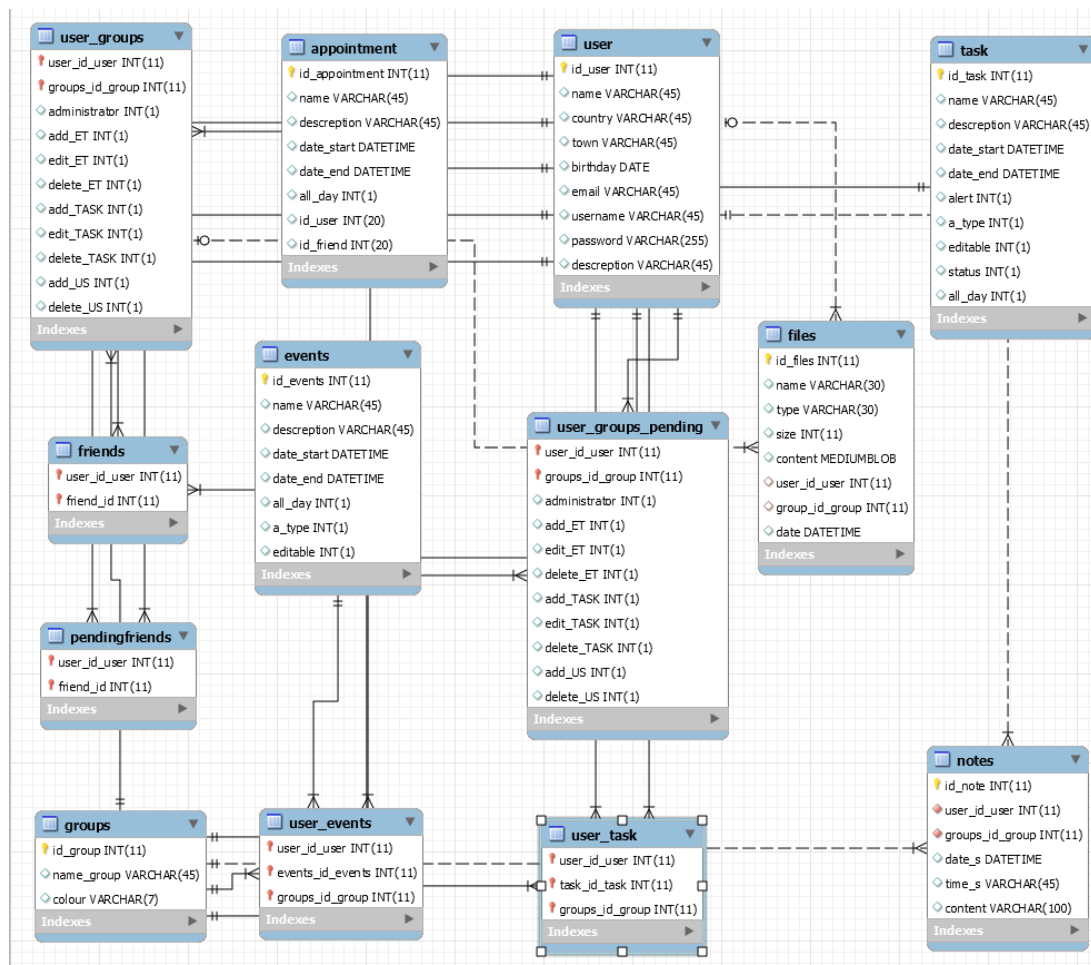 user_groups
user_id_user INT(11)
groups_id_group INT(11)
administrator INT(1)
add_ET INT(1)
edit_ET INT(1)
delete_ET INT(1)
add_TASK INT(1)
edit_TASK INT(1)
delete_TASK INT(1)
add_US INT(1)
delete_US INT(1)
Indexes
appointment
id_appointment INT(11)
name VARCHAR(45)
descreption VARCHAR(45)
date_start DATETIME
date_end DATETIME
all_day INT(1)
id_user INT(20)
id_friend INT(20)
Indexes
user
id_user INT(11)
name VARCHAR(45)
country VARCHAR(45)
town VARCHAR(45)
birthday DATE
email VARCHAR(45)
username VARCHAR(45)
password VARCHAR(255)
descreption VARCHAR(45)
Indexes
task
id_task INT(11)
name VARCHAR(45)
descreption VARCHAR(45)
date_start DATETIME
date_end DATETIME
alert INT(1)
a_type INT(1)
editable INT(1)
status INT(1)
all_day INT(1)
Indexes
files
id_files INT(11)
name VARCHAR(30)
type VARCHAR(30)
size INT(11)
content MEDIUMBLOB
user_id_user INT(11)
group_id_group INT(11)
date DATETIME
Indexes
events
id_events INT(11)
name VARCHAR(45)
descreption VARCHAR(45)
date_start DATETIME
date_end DATETIME
all_day INT(1)
a_type INT(1)
editable INT(1)
Indexes
user_groups_pending
user_id_user INT(11)
groups_id_group INT(11)
administrator INT(1)
add_ET INT(1)
edit_ET INT(1)
delete_ET INT(1)
add_TASK INT(1)
edit_TASK INT(1)
delete_TASK INT(1)
add_US INT(1)
delete_US INT(1)
Indexes
friends
user_id_user INT(11)
friend_id INT(11)
Indexes
pendingfriends
user_id_user INT(11)
friend_id INT(11)
Indexes
groups
id_group INT(11)
name_group VARCHAR(45)
colour VARCHAR(7)
Indexes
user_events
user_id_user INT(11)
events_id_events INT(11)
groups_id_group INT(11)
Indexes
user_task
user_id_user INT(11)
task_id_task INT(11)
groups_id_group INT(11)
Indexes
notes
id_note INT(11)
user_id_user INT(11)
groups_id_group INT(11)
date_s DATETIME
time_s VARCHAR(45)
content VARCHAR(100)
Indexes